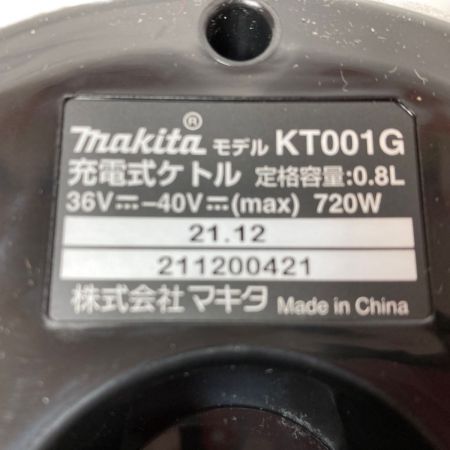 makita® モデル KT001G
充電式ケトル 定格容量:0.8L
36V⎓–40V⎓(max) 720W
21.12
211200421
株式会社 マキタ Made in China